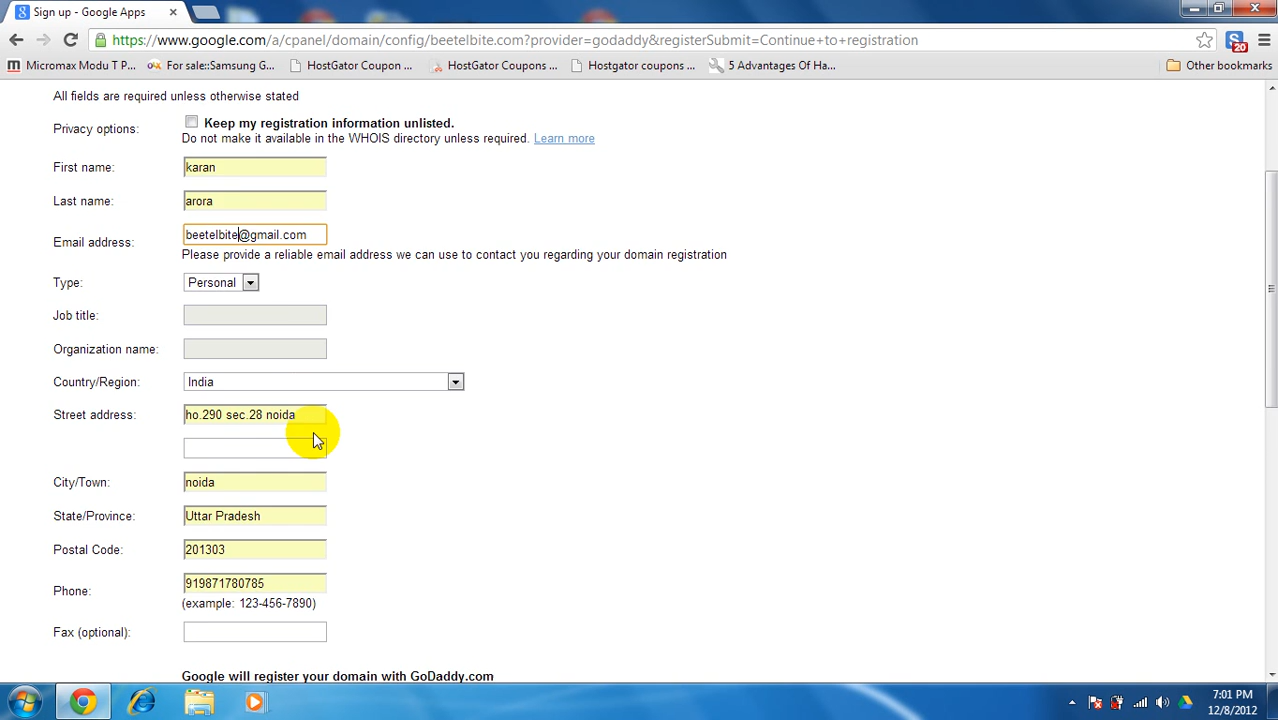 Sign up - Google Apps
https://www.google.com/a/cpanel/domain/config/beetelbite.com?provider=godaddy&registerSubmit=Continue+to+registration
20
Micromax Modu T P... For sale::Samsung G... HostGator Coupon ... HostGator Coupons ... Hostgator coupons ... 5 Advantages Of Ha... Other bookmarks
All fields are required unless otherwise stated
Privacy options: Keep my registration information unlisted.
Do not make it available in the WHOIS directory unless required. Learn more
First name: karan
Last name: arora
Email address: beetelbite@gmail.com
Please provide a reliable email address we can use to contact you regarding your domain registration
Type: Personal
Job title:
Organization name:
Country/Region: India
Street address: ho.290 sec.28 noida
City/Town: noida
State/Province: Uttar Pradesh
Postal Code: 201303
Phone: 919871780785
(example: 123-456-7890)
Fax (optional):
Google will register your domain with GoDaddy.com
7:01 PM
12/8/2012